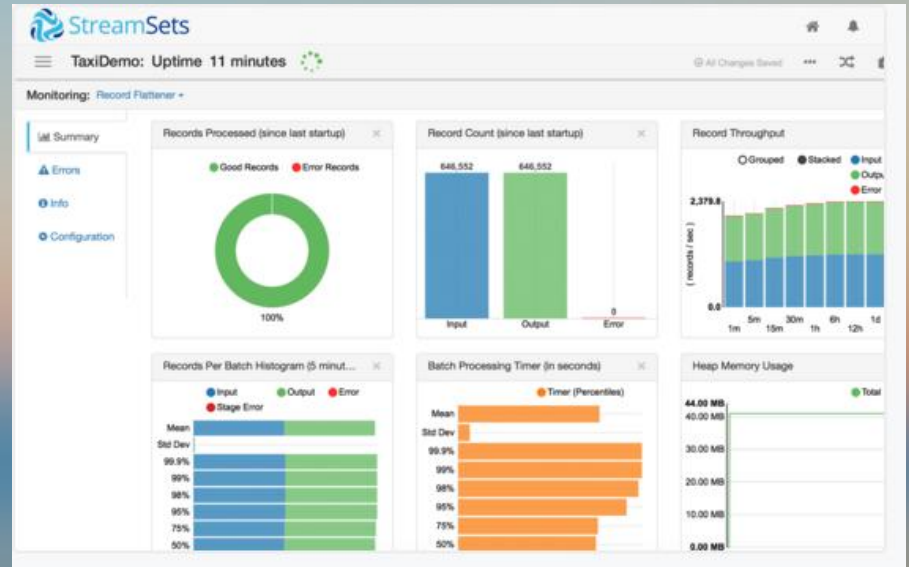 StreamSets
TaxiDemo: Uptime 11 minutes
All Changes Saved
Monitoring: Record Flattener
Summary
Errors
Info
Configuration
Records Processed (since last startup)
Good Records Error Records
100%
Record Count (since last startup)
646,552 646,552 0
Input Output Error
Record Throughput
Grouped Stacked Input
Error
2,379.8
( records / sec )
0.0
5m 30m 6h 1d
1m 15m 1h 12h
Records Per Batch Histogram (5 minut...
Input Output Error
Stage Error
Mean
Std Dev
99.9%
99%
98%
95%
75%
50%
Batch Processing Timer (in seconds)
Timer (Percentiles)
Mean
Std Dev
99.9%
99%
98%
95%
75%
50%
Heap Memory Usage
Total
44.00 MB
40.00 MB
30.00 MB
20.00 MB
10.00 MB
0.00 MB